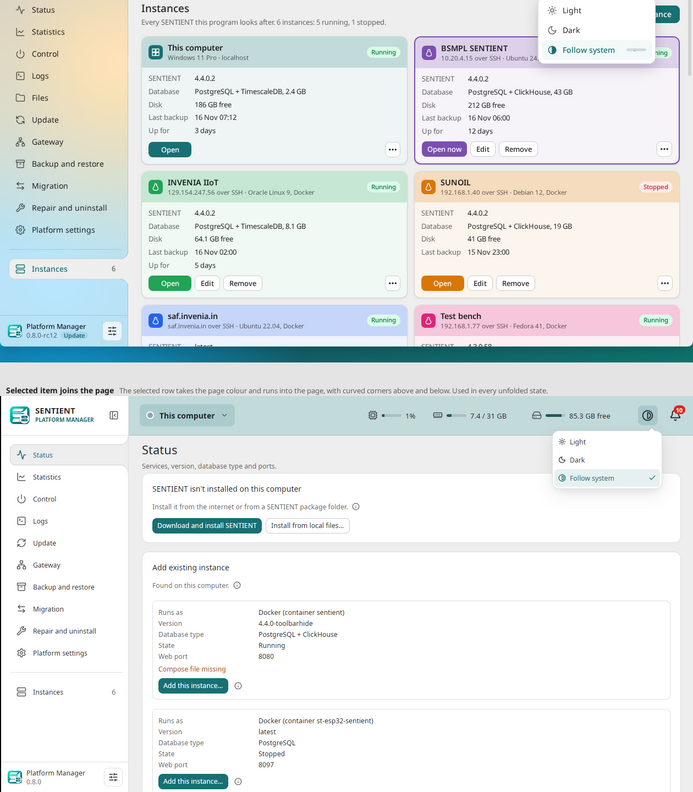 Status
Statistics
Control
Logs
Files
Update
Gateway
Backup and restore
Migration
Repair and uninstall
Platform settings
Instances 6
Platform Manager
0.8.0-rc12 Update
Instances
Every SENTIENT this program looks after. 6 instances: 5 running, 1 stopped.
Light
Dark
Follow system
This computer
Windows 11 Pro · localhost
Running
SENTIENT 4.4.0.2
Database PostgreSQL + TimescaleDB, 2.4 GB
Disk 186 GB free
Last backup 16 Nov 07:12
Up for 3 days
Open
BSMPL SENTIENT
10.20.4.15 over SSH · Ubuntu 24.
SENTIENT 4.4.0.2
Database PostgreSQL + ClickHouse, 43 GB
Disk 212 GB free
Last backup 16 Nov 06:00
Up for 12 days
Open now Edit Remove
INVENIA IIoT
129.154.247.56 over SSH · Oracle Linux 9, Docker
Running
SENTIENT 4.4.0.2
Database PostgreSQL + TimescaleDB, 8.1 GB
Disk 64.1 GB free
Last backup 16 Nov 02:00
Up for 5 days
Open Edit Remove
SUNOIL
192.168.1.40 over SSH · Debian 12, Docker
Stopped
SENTIENT 4.4.0.2
Database PostgreSQL + ClickHouse, 19 GB
Disk 41 GB free
Last backup 15 Nov 23:00
Open Edit Remove
saf.invenia.in
saf.invenia.in over SSH · Ubuntu 22.04, Docker
Running
Test bench
192.168.1.77 over SSH · Fedora 41, Docker
Running
Selected item joins the page The selected row takes the page colour and runs into the page, with curved corners above and below. Used in every unfolded state.
SENTIENT
PLATFORM MANAGER
This computer
1%
7.4 / 31 GB
85.3 GB free
10
Light
Dark
Follow system
Status
Statistics
Control
Logs
Update
Gateway
Backup and restore
Migration
Repair and uninstall
Platform settings
Instances 6
Platform Manager
0.8.0
Status
Services, version, database type and ports.
SENTIENT isn't installed on this computer
Install it from the internet or from a SENTIENT package folder.
Download and install SENTIENT Install from local files...
Add existing instance
Found on this computer.
Runs as Docker (container sentient)
Version 4.4.0-toolbarhide
Database type PostgreSQL + ClickHouse
State Running
Web port 8080
Compose file missing
Add this instance...
Runs as Docker (container st-esp32-sentient)
Version latest
Database type PostgreSQL
State Stopped
Web port 8097
Add this instance...